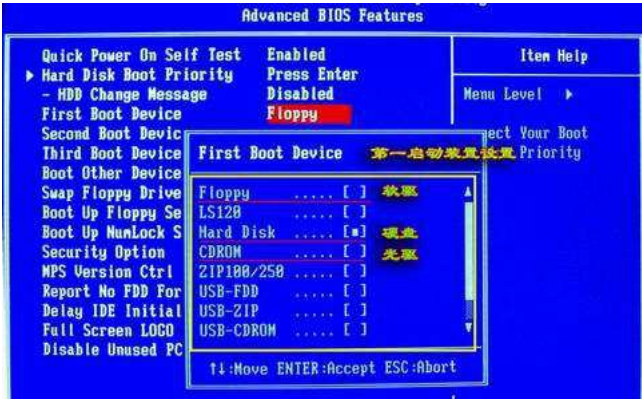 Advanced BIOS Features
Quick Power On Self Test Enabled
Item Help
▶ Hard Disk Boot Priority Press Enter
- HDD Change Message Disabled
Menu Level ▶
First Boot Device Floppy
Second Boot Devic
Your Boot
Third Boot Device
First Boot Device 第一启动装置设置
Priority
Boot Other Device
Swap Floppy Drive
Floppy ..... [ ] 软驱
Boot Up Floppy Se
LS120 ..... [ ]
Boot Up NumLock S
Hard Disk ..... [■] 硬盘
Security Option
CDROM ..... [ ] 光驱
MPS Version Ctrl
ZIP100/250 ..... [ ]
Report No FDD For
USB-FDD ..... [ ]
Delay IDE Initial
USB-ZIP ..... [ ]
Full Screen LOGO
USB-CDROM ..... [ ]
Disable Unused PC
↑↓:Move ENTER:Accept ESC:Abort